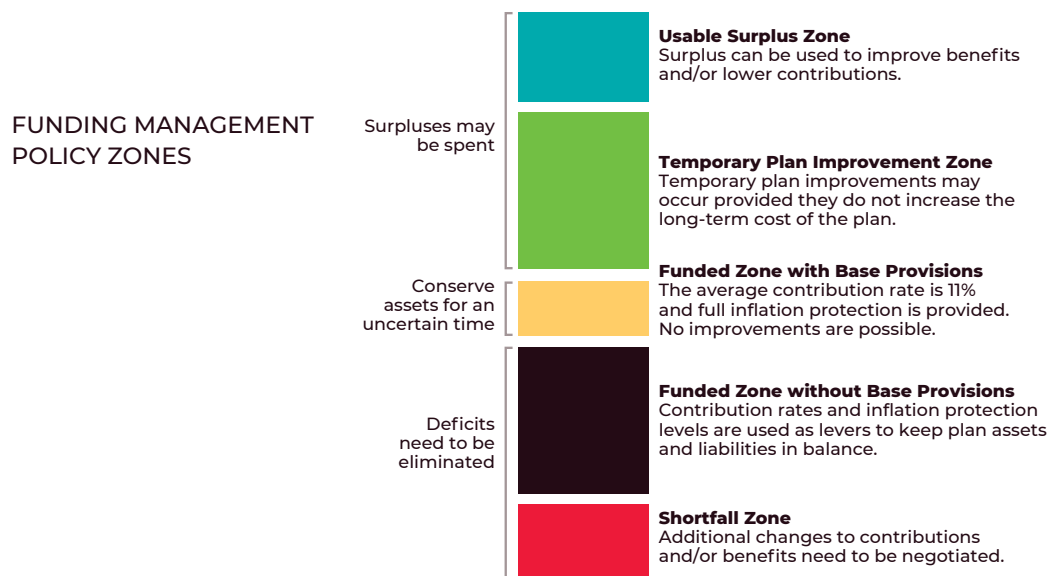 FUNDING MANAGEMENT
POLICY ZONES
Surpluses may
be spent
Usable Surplus Zone
Surplus can be used to improve benefits
and/or lower contributions.
Temporary Plan Improvement Zone
Temporary plan improvements may
occur provided they do not increase the
long-term cost of the plan.
Conserve
assets for an
uncertain time
Funded Zone with Base Provisions
The average contribution rate is 11%
and full inflation protection is provided.
No improvements are possible.
Deficits
need to be
eliminated
Funded Zone without Base Provisions
Contribution rates and inflation protection
levels are used as levers to keep plan assets
and liabilities in balance.
Shortfall Zone
Additional changes to contributions
and/or benefits need to be negotiated.